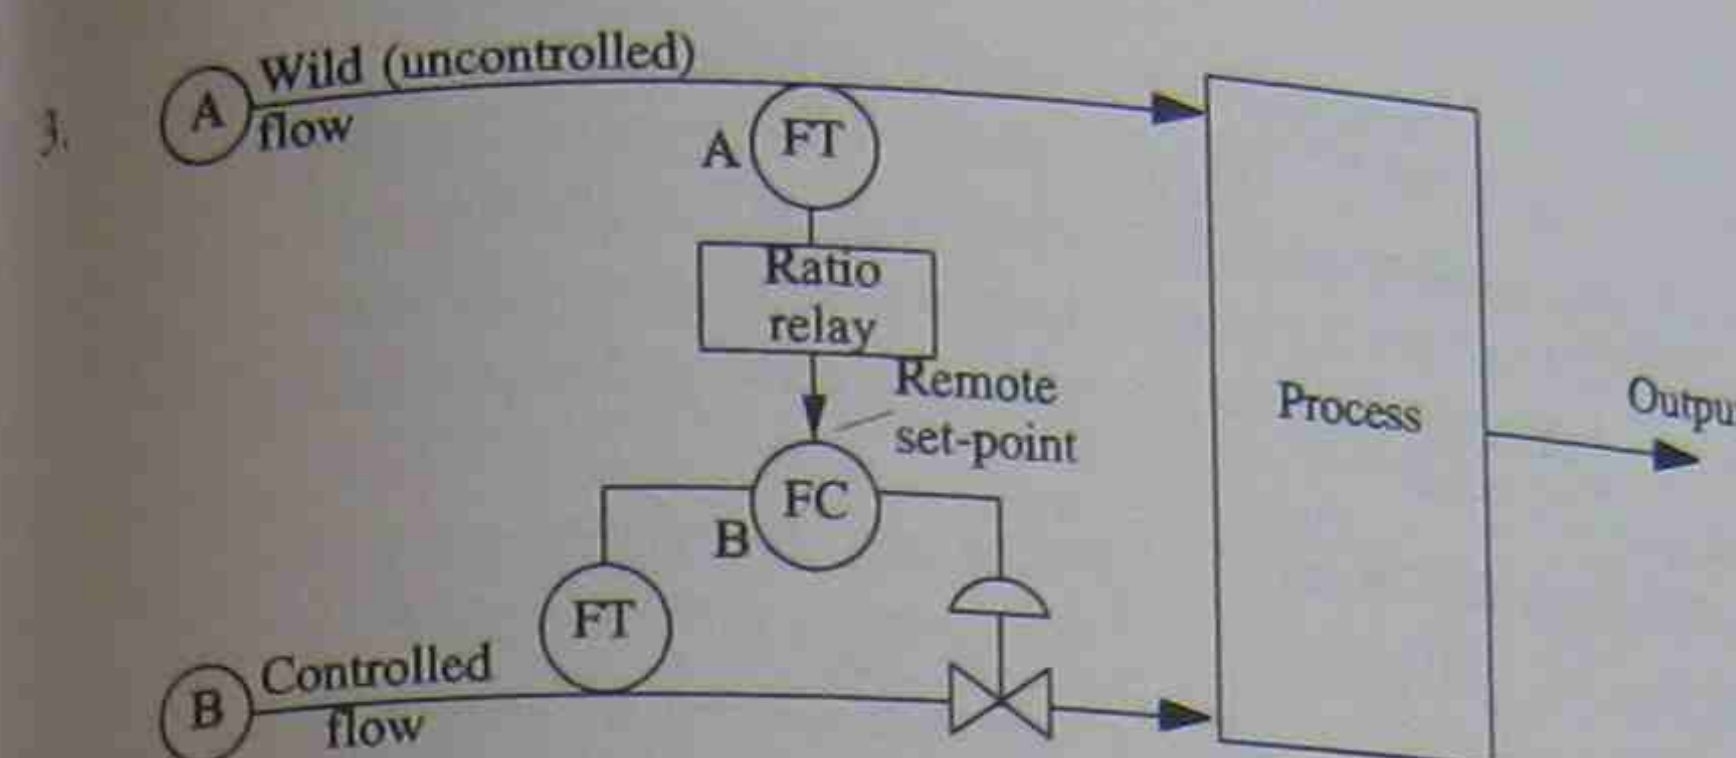 3.
A
Wild (uncontrolled)
flow
A
FT
Ratio
relay
Remote
set-point
Process
FC
B
FT
Controlled
B
flow